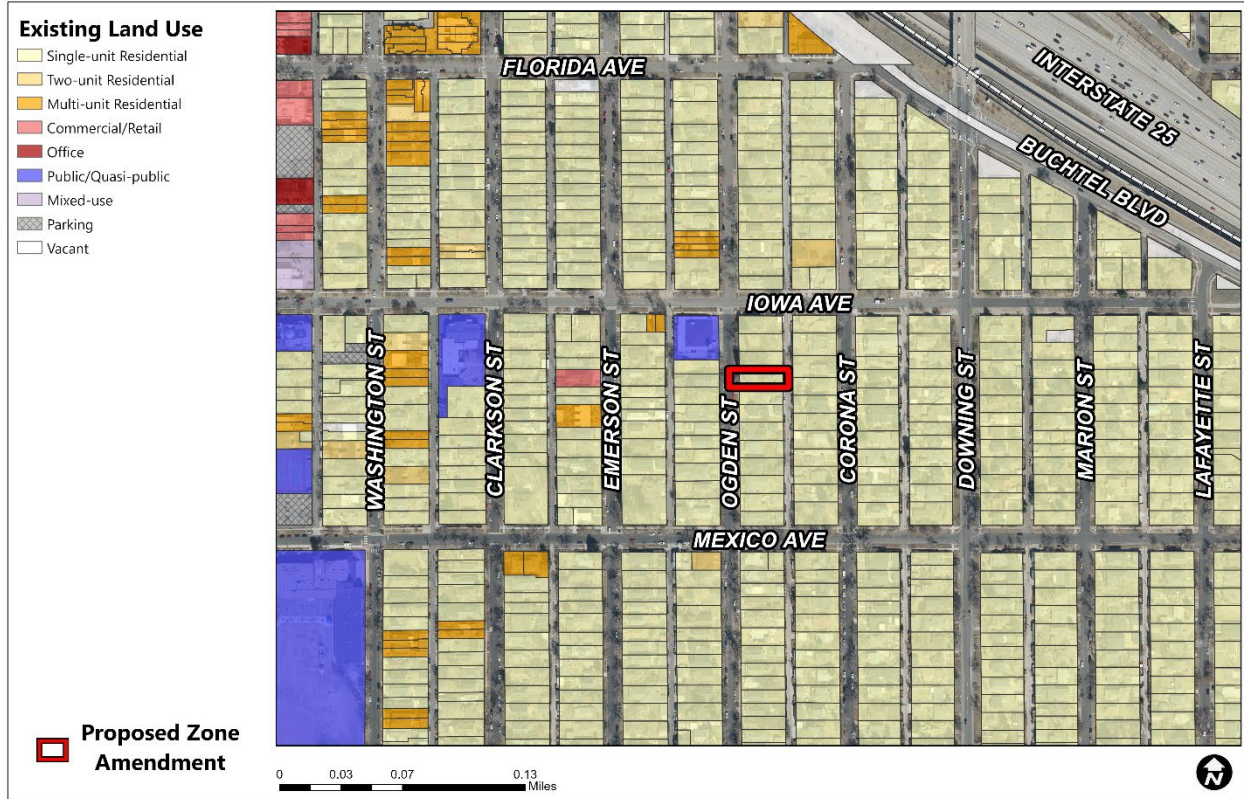 Existing Land Use
Single-unit Residential
Two-unit Residential
Multi-unit Residential
Commercial/Retail
Office
Public/Quasi-public
Mixed-use
Parking
Vacant
Proposed Zone
Amendment
FLORIDA AVE
INTERSTATE 25
BUCHTEL BLVD
IOWA AVE
WASHINGTON ST
CLARKSON ST
EMERSON ST
OGDEN ST
CORONA ST
DOWNING ST
MARION ST
LAFAYETTE ST
MEXICO AVE
0 0.03 0.07 0.13
Miles
N